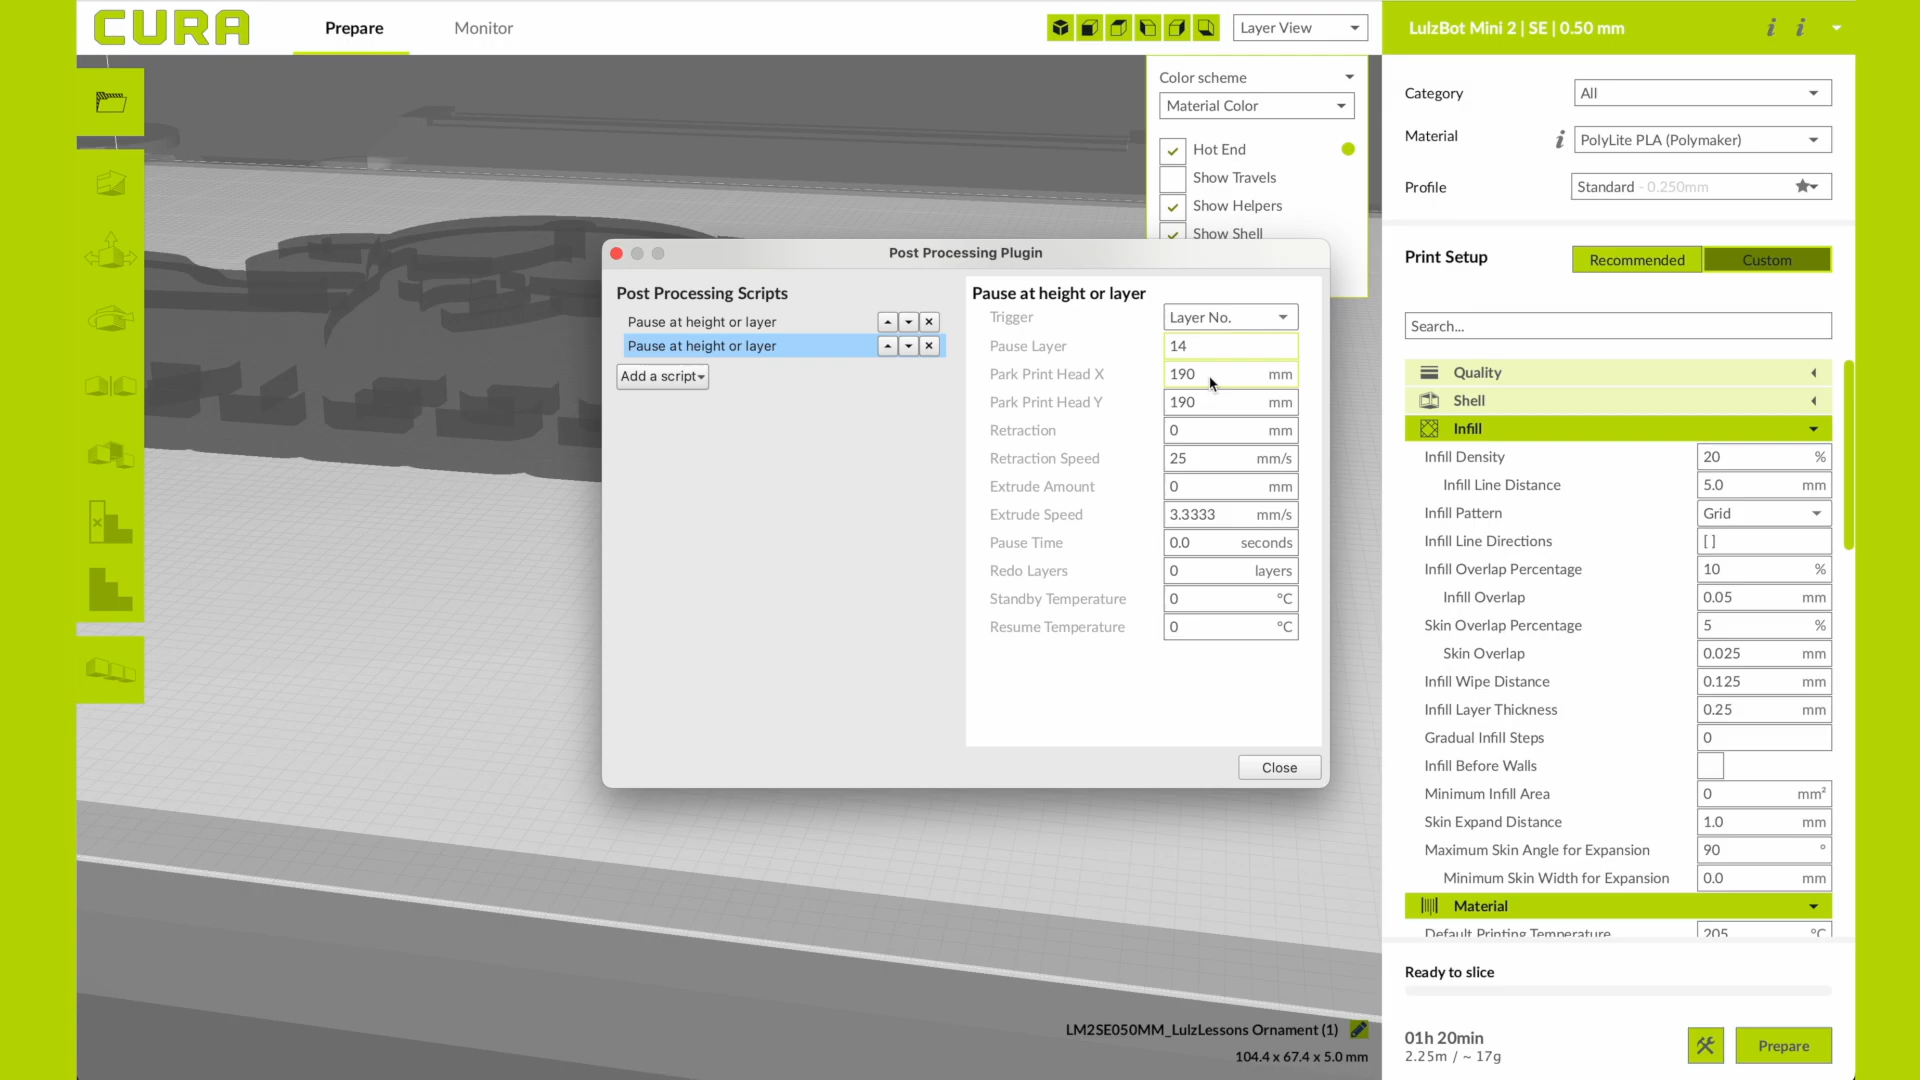 CURA
Prepare
Monitor
Layer View
LulzBot Mini 2 | SE | 0.50 mm
i i
Color scheme
Material Color
Hot End
Show Travels
Show Helpers
Show Shell
Category
All
Material
i
PolyLite PLA (Polymaker)
Profile
Standard - 0.250mm
Print Setup
Recommended
Custom
Search...
Quality
Shell
Infill
Infill Density
20 %
Infill Line Distance
5.0 mm
Infill Pattern
Grid
Infill Line Directions
[ ]
Infill Overlap Percentage
10 %
Infill Overlap
0.05 mm
Skin Overlap Percentage
5 %
Skin Overlap
0.025 mm
Infill Wipe Distance
0.125 mm
Infill Layer Thickness
0.25 mm
Gradual Infill Steps
0
Infill Before Walls
Minimum Infill Area
0 mm²
Skin Expand Distance
1.0 mm
Maximum Skin Angle for Expansion
90 °
Minimum Skin Width for Expansion
0.0 mm
Material
Default Printing Temperature
205 °C
Ready to slice
01h 20min
2.25m / ~ 17g
Prepare
Post Processing Plugin
Post Processing Scripts
Pause at height or layer
Pause at height or layer
Add a script
Pause at height or layer
Trigger
Layer No.
Pause Layer
14
Park Print Head X
190 mm
Park Print Head Y
190 mm
Retraction
0 mm
Retraction Speed
25 mm/s
Extrude Amount
0 mm
Extrude Speed
3.3333 mm/s
Pause Time
0.0 seconds
Redo Layers
0 layers
Standby Temperature
0 °C
Resume Temperature
0 °C
Close
LM2SE050MM_LulzLessons Ornament (1)
104.4 x 67.4 x 5.0 mm